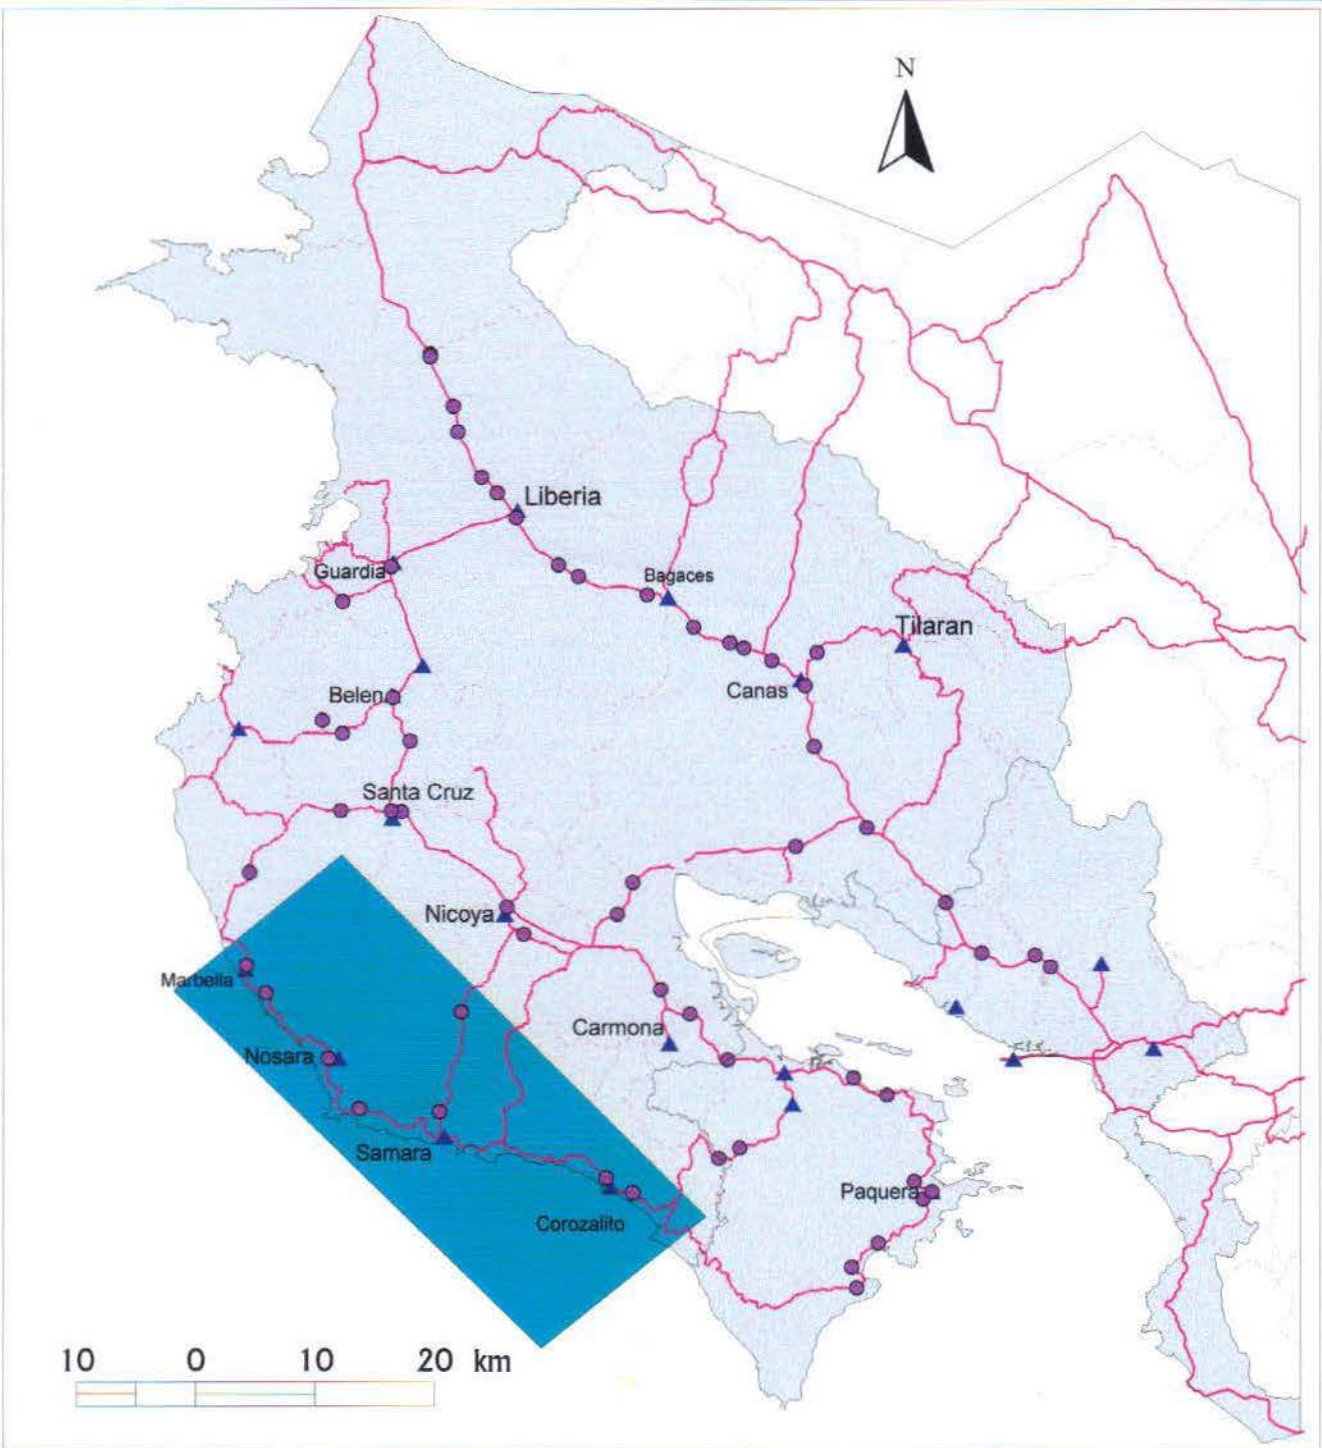 N
Liberia
Guardia
Bagaces
Tilaran
Canas
Belen
Santa Cruz
Nicoya
Marbella
Carmona
Nosara
Samara
Paquera
Corozalito
10 0 10 20 km